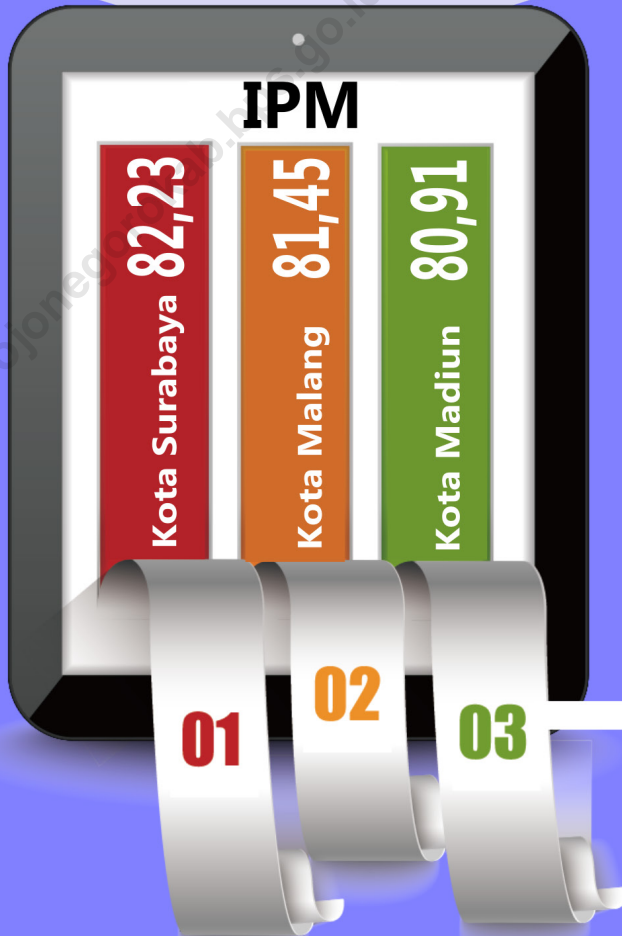 IPM
Kota Surabaya 82,23
Kota Malang 81,45
Kota Madiun 80,91
01
02
03